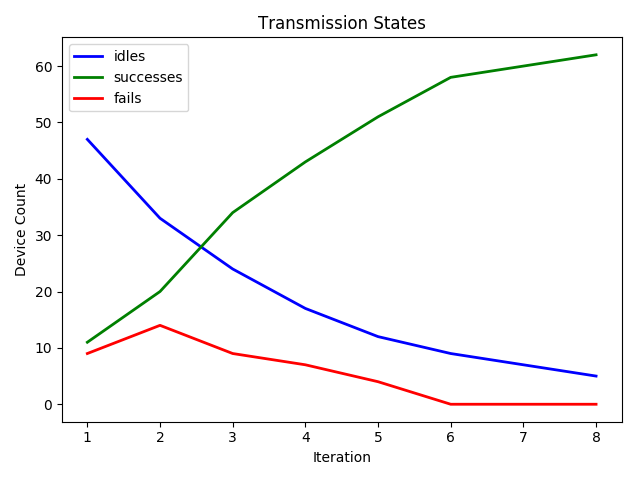 Transmission States
idles
successes
fails
Device Count
60
50
40
30
20
10
0
1 2 3 4 5 6 7 8
Iteration